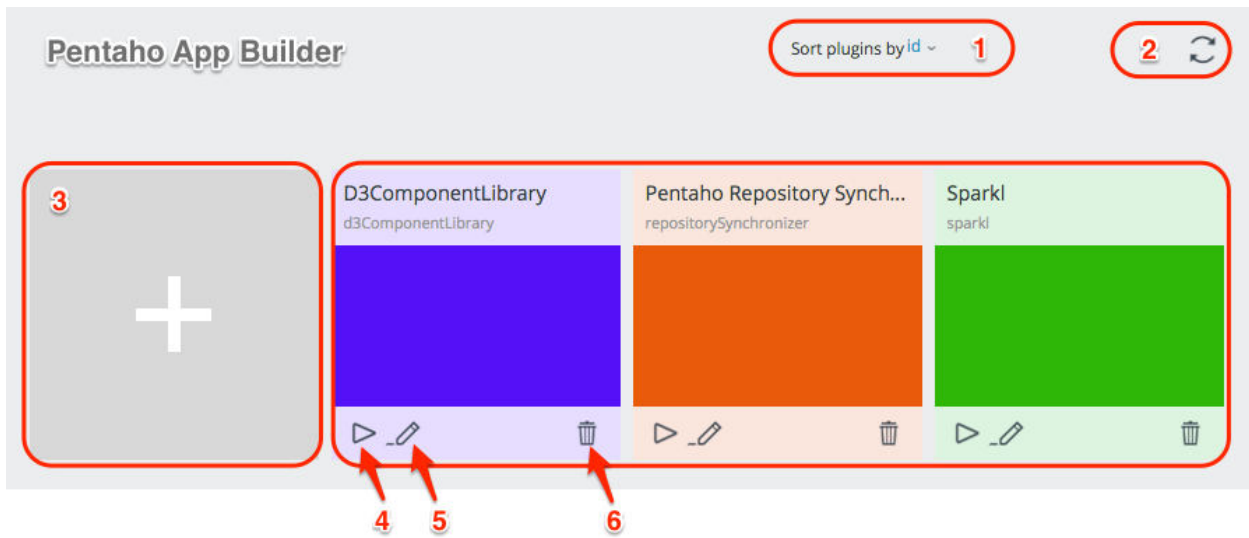 Pentaho App Builder
Sort plugins by id
1
2
3
D3ComponentLibrary
d3ComponentLibrary
Pentaho Repository Synch...
repositorySynchronizer
Sparkl
sparkl
4
5
6